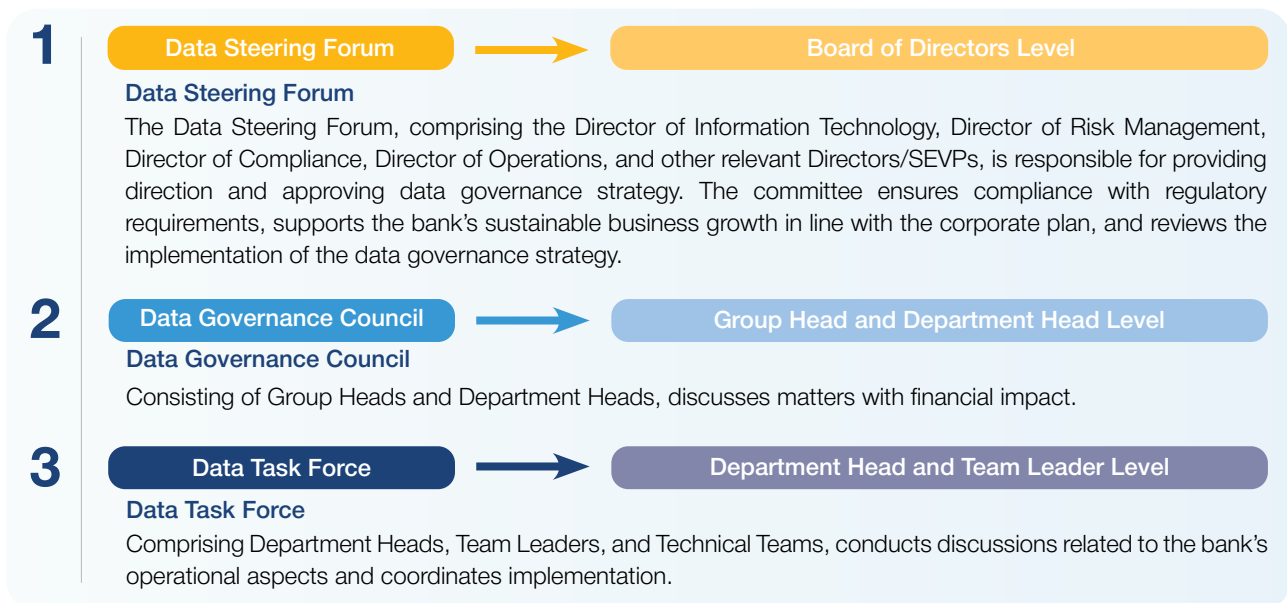 1
Data Steering Forum
Board of Directors Level
Data Steering Forum
The Data Steering Forum, comprising the Director of Information Technology, Director of Risk Management,
Director of Compliance, Director of Operations, and other relevant Directors/SEVPs, is responsible for providing
direction and approving data governance strategy. The committee ensures compliance with regulatory
requirements, supports the bank's sustainable business growth in line with the corporate plan, and reviews the
implementation of the data governance strategy.
2
Data Governance Council
Group Head and Department Head Level
Data Governance Council
Consisting of Group Heads and Department Heads, discusses matters with financial impact.
3
Data Task Force
Department Head and Team Leader Level
Data Task Force
Comprising Department Heads, Team Leaders, and Technical Teams, conducts discussions related to the bank's
operational aspects and coordinates implementation.